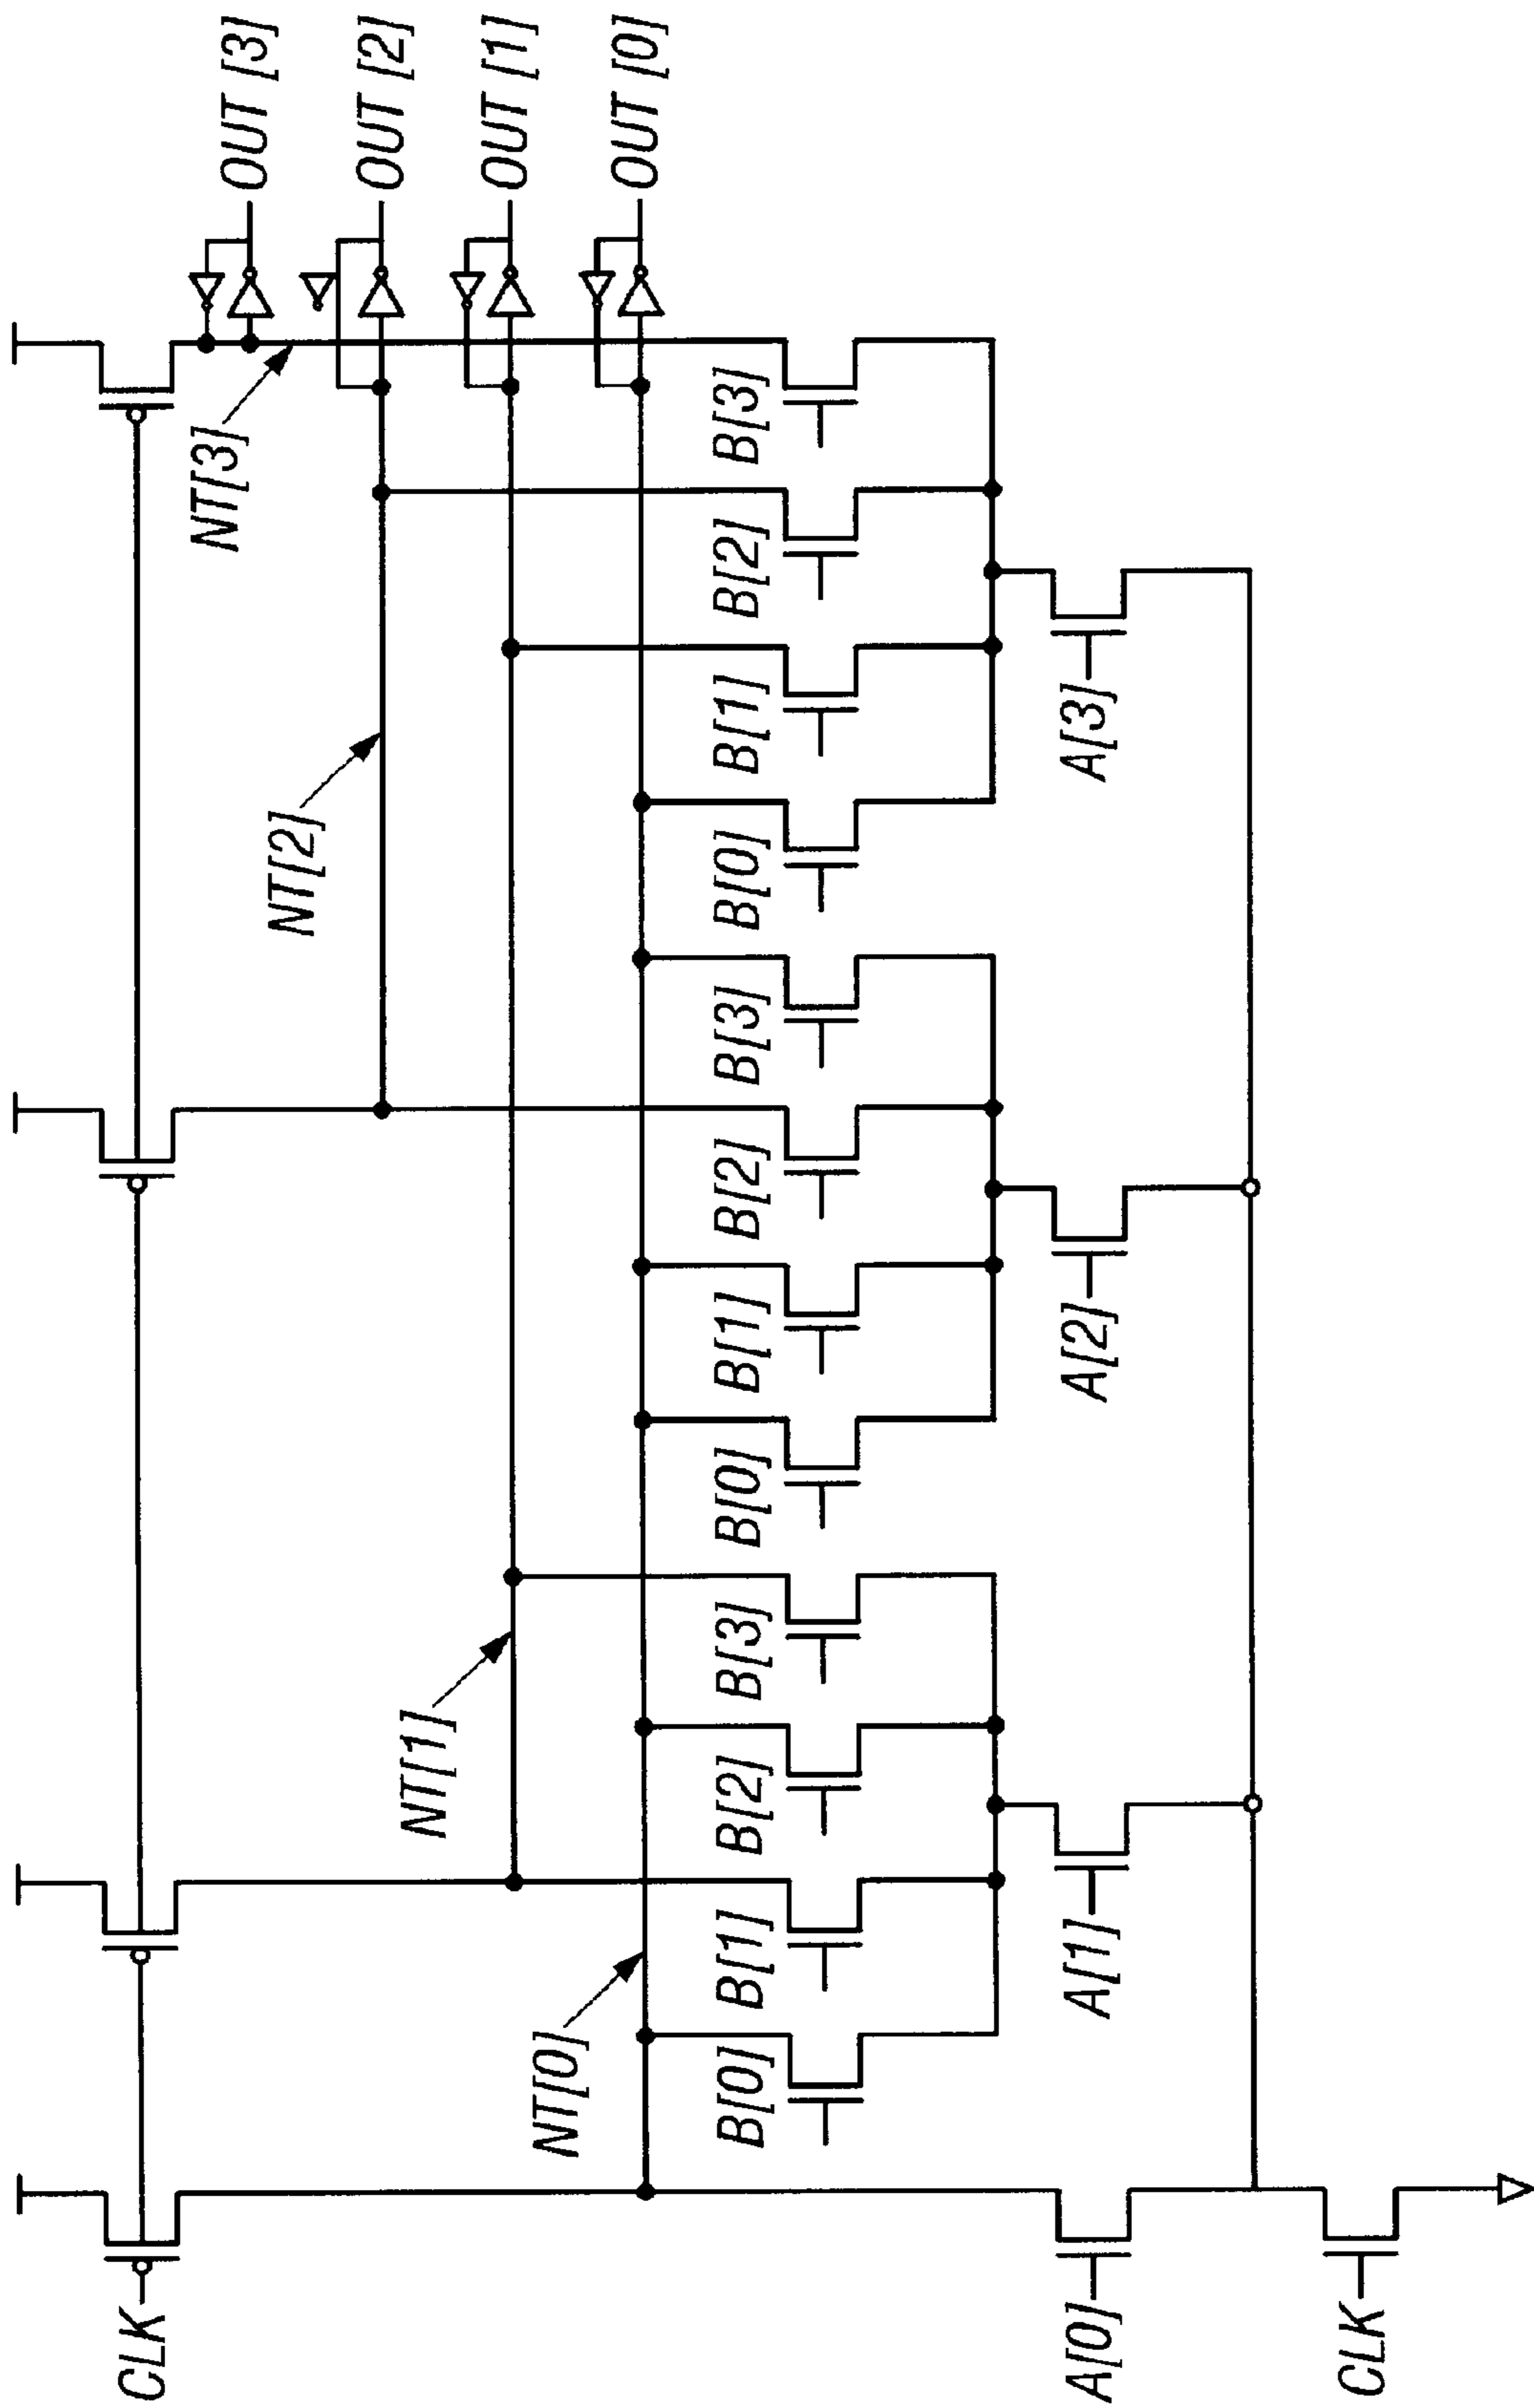 OUT [3]
OUT [2]
OUT [1]
OUT [0]
NT[3]
NT[2]
NT[1]
NT[0]
B[0]
B[1]
B[2]
B[3]
B[0]
B[1]
B[2]
B[3]
B[0]
B[1]
B[2]
B[3]
A[0]
A[1]
A[2]
A[3]
CLK
CLK